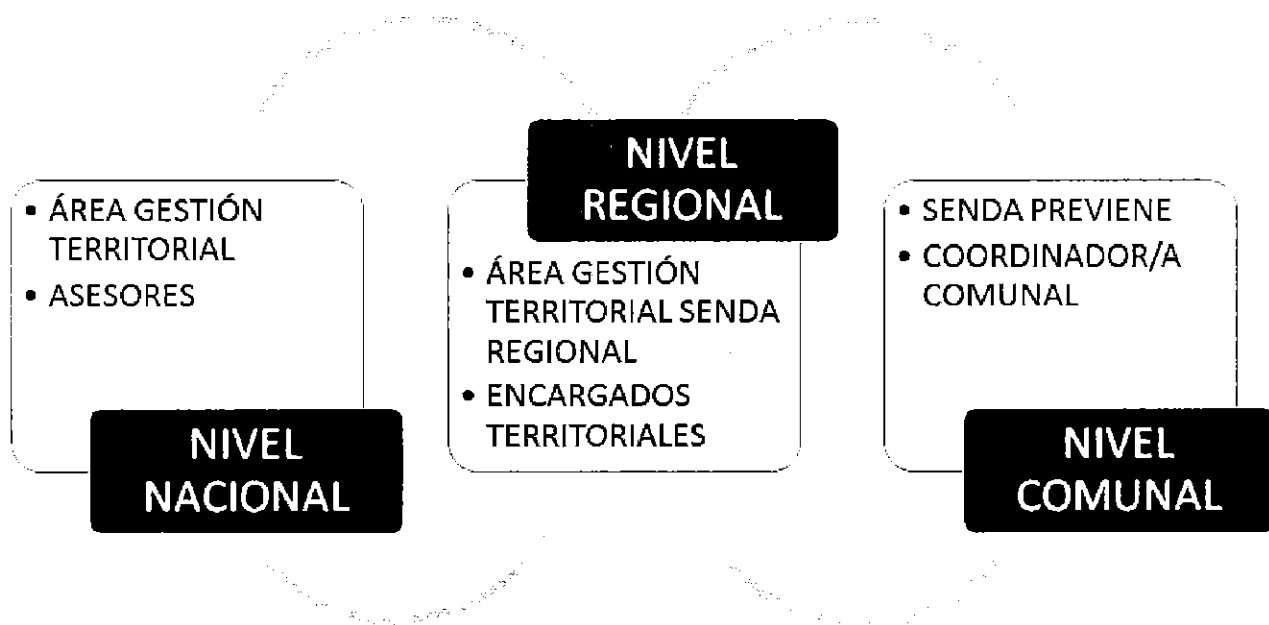 • ÁREA GESTIÓN
TERRITORIAL
• ASESORES
NIVEL
NACIONAL
NIVEL
REGIONAL
• ÁREA GESTIÓN
TERRITORIAL SENDA
REGIONAL
• ENCARGADOS
TERRITORIALES
• SENDA PREVIENE
• COORDINADOR/A
COMUNAL
NIVEL
COMUNAL